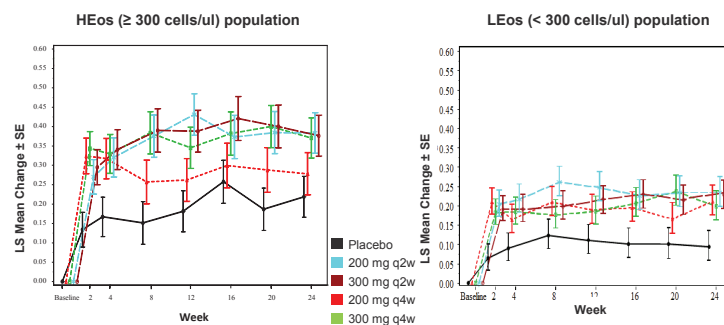 HEos (≥ 300 cells/ul) population
LS Mean Change ± SE
0.60
0.55
0.50
0.45
0.40
0.35
0.30
0.25
0.20
0.15
0.10
0.05
0.00
Baseline 2 4 8 12 16 20 24
Week
Placebo
200 mg q2w
300 mg q2w
200 mg q4w
300 mg q4w
LEos (< 300 cells/ul) population
LS Mean Change ± SE
0.60
0.55
0.50
0.45
0.40
0.35
0.30
0.25
0.20
0.15
0.10
0.05
0.00
Baseline 2 4 8 12 16 20 24
Week